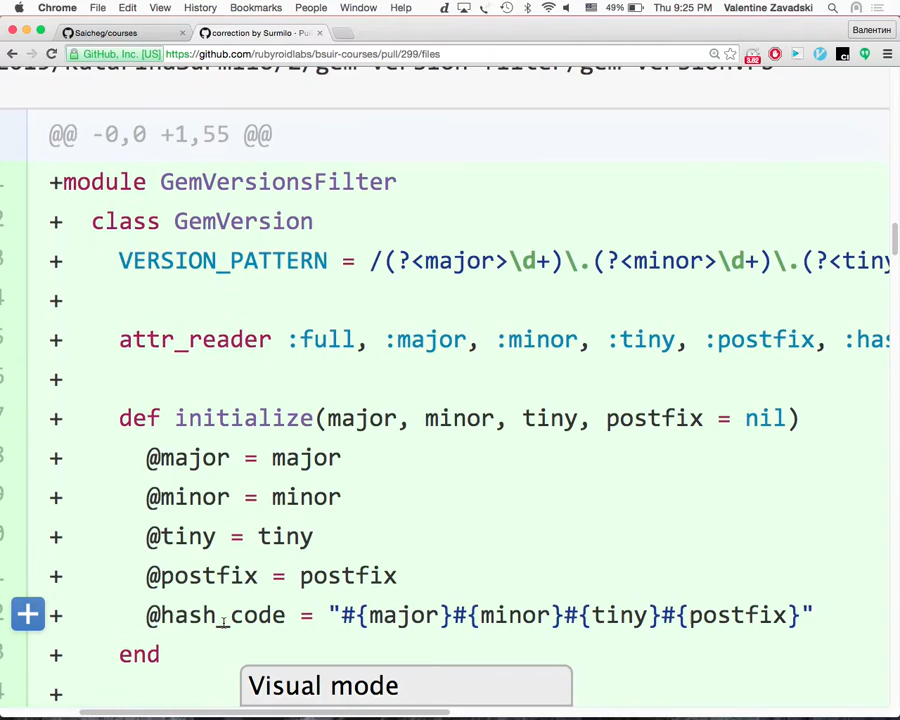 Chrome File Edit View History Bookmarks People Window Help 49% Thu 9:25 PM Valentine Zavadski
Saicheg/courses
correction by Surmilo · Pu
Валентин
GitHub, Inc. [US] https://github.com/rubyroidlabs/bsuir-courses/pull/299/files
3.82
@@ -0,0 +1,55 @@
+module GemVersionsFilter
+ class GemVersion
+ VERSION_PATTERN = /(?<major>\d+)\.(?<minor>\d+)\.(?<tiny
+
+ attr_reader :full, :major, :minor, :tiny, :postfix, :has
+
+ def initialize(major, minor, tiny, postfix = nil)
+ @major = major
+ @minor = minor
+ @tiny = tiny
+ @postfix = postfix
+ @hash_code = "#{major}#{minor}#{tiny}#{postfix}"
+ end
+
Visual mode